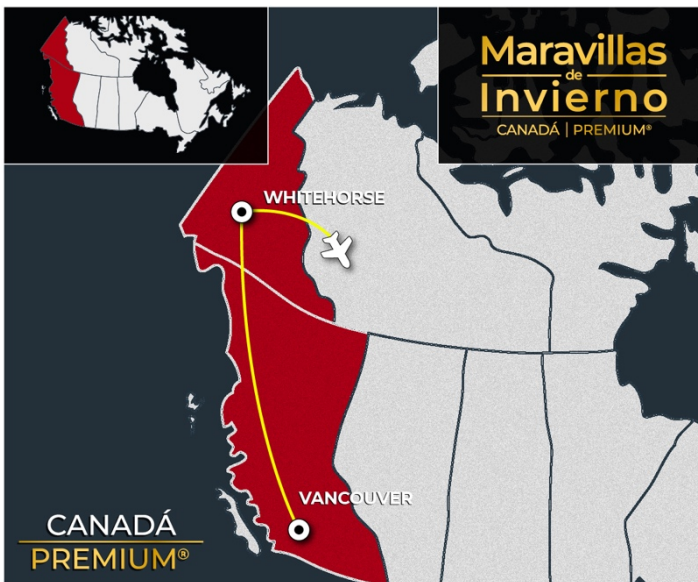 Maravillas
de
Invierno
CANADÁ | PREMIUM®
WHITEHORSE
VANCOUVER
CANADÁ
PREMIUM®